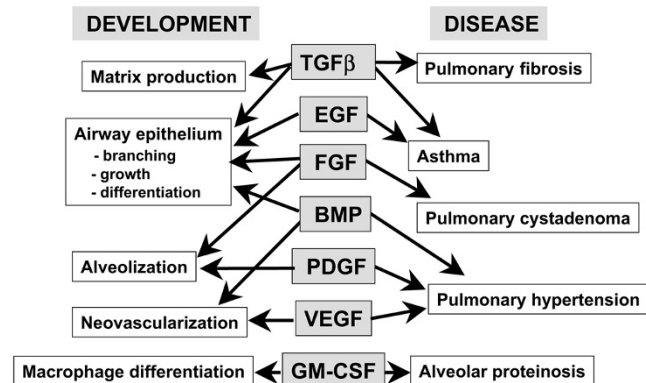 DEVELOPMENT
DISEASE
TGFβ
Matrix production
Pulmonary fibrosis
EGF
Airway epithelium
- branching
- growth
- differentiation
Asthma
FGF
BMP
Pulmonary cystadenoma
Alveolization
PDGF
Pulmonary hypertension
Neovascularization
VEGF
Macrophage differentiation
GM-CSF
Alveolar proteinosis